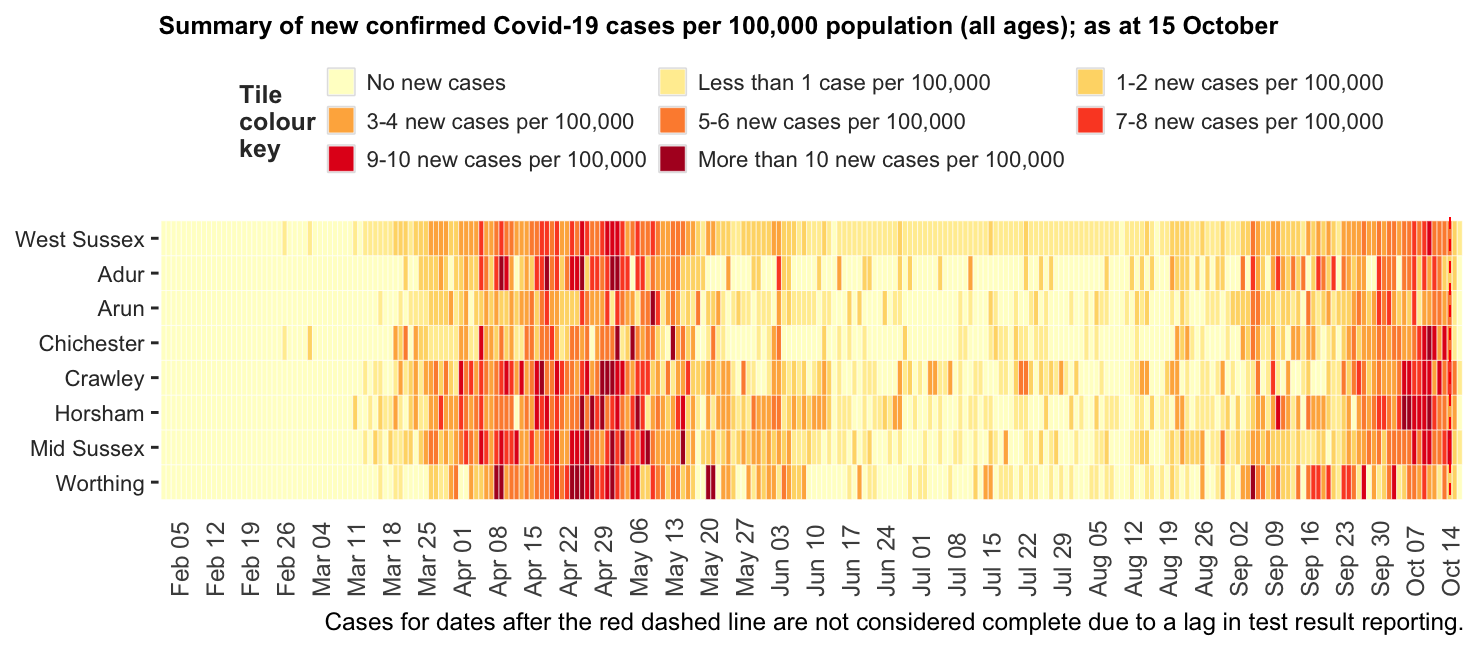 Summary of new confirmed Covid-19 cases per 100,000 population (all ages); as at 15 October
Tile
colour
key
No new cases
Less than 1 case per 100,000
1-2 new cases per 100,000
3-4 new cases per 100,000
5-6 new cases per 100,000
7-8 new cases per 100,000
9-10 new cases per 100,000
More than 10 new cases per 100,000
West Sussex
Adur
Arun
Chichester
Crawley
Horsham
Mid Sussex
Worthing
Feb 05
Feb 12
Feb 19
Feb 26
Mar 04
Mar 11
Mar 18
Mar 25
Apr 01
Apr 08
Apr 15
Apr 22
Apr 29
May 06
May 13
May 20
May 27
Jun 03
Jun 10
Jun 17
Jun 24
Jul 01
Jul 08
Jul 15
Jul 22
Jul 29
Aug 05
Aug 12
Aug 19
Aug 26
Sep 02
Sep 09
Sep 16
Sep 23
Sep 30
Oct 07
Oct 14
Cases for dates after the red dashed line are not considered complete due to a lag in test result reporting.